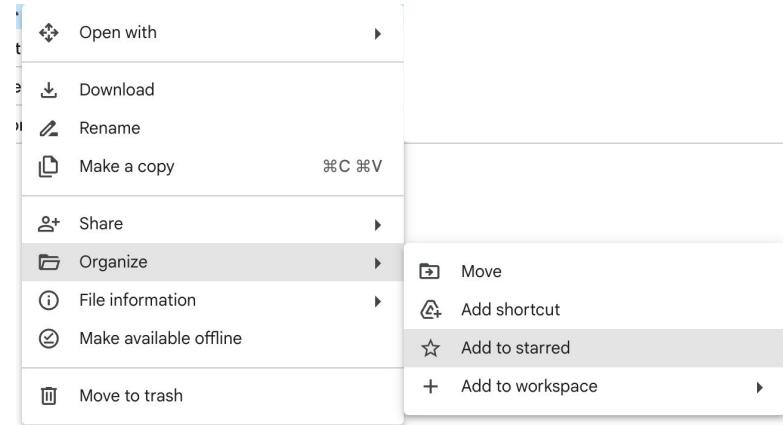 Open with
Download
Rename
Make a copy ⌘C ⌘V
Share
Organize
File information
Make available offline
Move to trash
Move
Add shortcut
Add to starred
Add to workspace